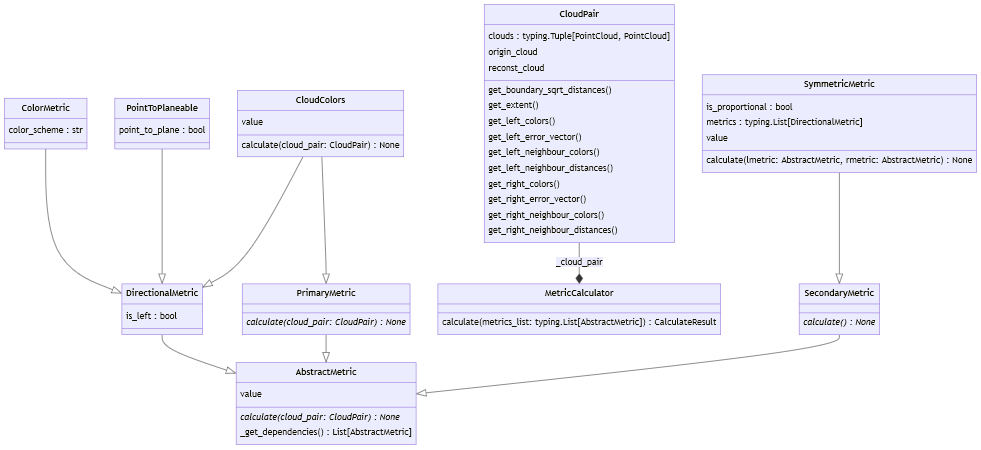 CloudPair
clouds : typing.Tuple[PointCloud, PointCloud]
origin_cloud
reconst_cloud
get_boundary_sqrt_distances()
get_extent()
get_left_colors()
get_left_error_vector()
get_left_neighbour_colors()
get_left_neighbour_distances()
get_right_colors()
get_right_error_vector()
get_right_neighbour_colors()
get_right_neighbour_distances()
ColorMetric
color_scheme : str
PointToPlaneable
point_to_plane : bool
CloudColors
value
calculate(cloud_pair: CloudPair) : None
SymmetricMetric
is_proportional : bool
metrics : typing.List[DirectionalMetric]
value
calculate(lmetric: AbstractMetric, rmetric: AbstractMetric) : None
_cloud_pair
DirectionalMetric
is_left : bool
PrimaryMetric
calculate(cloud_pair: CloudPair) : None
MetricCalculator
calculate(metrics_list: typing.List[AbstractMetric]) : CalculateResult
SecondaryMetric
calculate() : None
AbstractMetric
value
calculate(cloud_pair: CloudPair) : None
_get_dependencies() : List[AbstractMetric]